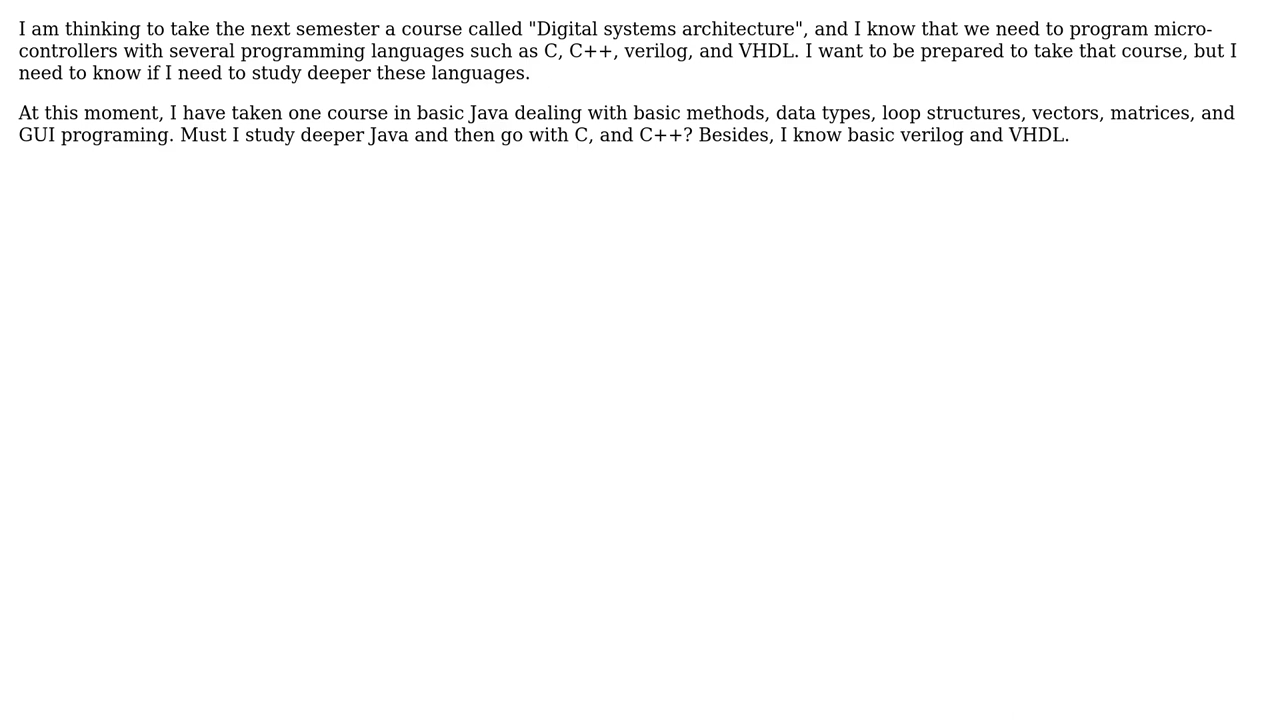 I am thinking to take the next semester a course called "Digital systems architecture", and I know that we need to program micro-
controllers with several programming languages such as C, C++, verilog, and VHDL. I want to be prepared to take that course, but I
need to know if I need to study deeper these languages.
At this moment, I have taken one course in basic Java dealing with basic methods, data types, loop structures, vectors, matrices, and
GUI programing. Must I study deeper Java and then go with C, and C++? Besides, I know basic verilog and VHDL.